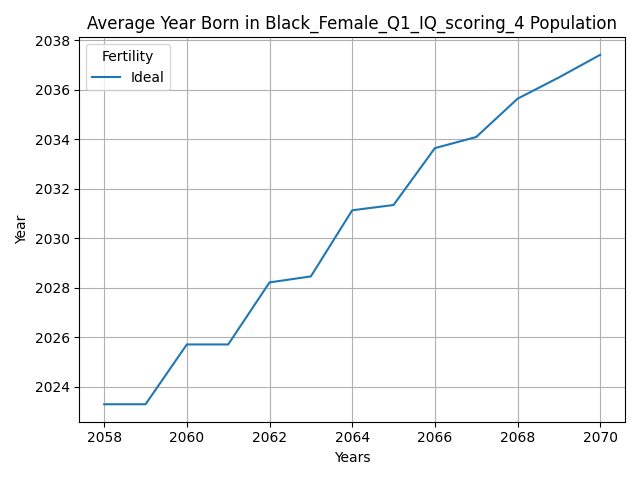 Average Year Born in Black_Female_Q1_IQ_scoring_4 Population
2038
2036
2034
2032
2030
2028
2026
2024
Year
Fertility
Ideal
2058 2060 2062 2064 2066 2068 2070
Years